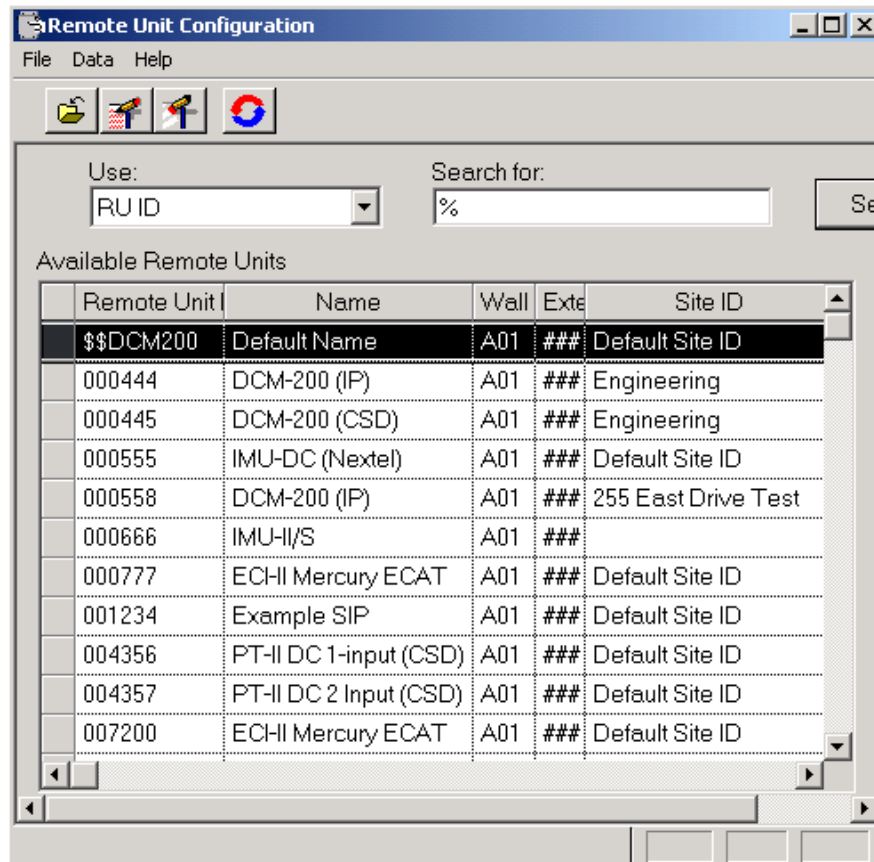 Remote Unit Configuration
File Data Help
Use: Search for:
RU ID % Se
Available Remote Units
Remote Unit I Name Wall Exte Site ID
$$DCM200 Default Name A01 ### Default Site ID
000444 DCM-200 (IP) A01 ### Engineering
000445 DCM-200 (CSD) A01 ### Engineering
000555 IMU-DC (Nextel) A01 ### Default Site ID
000558 DCM-200 (IP) A01 ### 255 East Drive Test
000666 IMU-II/S A01 ###
000777 ECI-II Mercury ECAT A01 ### Default Site ID
001234 Example SIP A01 ### Default Site ID
004356 PT-II DC 1-input (CSD) A01 ### Default Site ID
004357 PT-II DC 2 Input (CSD) A01 ### Default Site ID
007200 ECI-II Mercury ECAT A01 ### Default Site ID